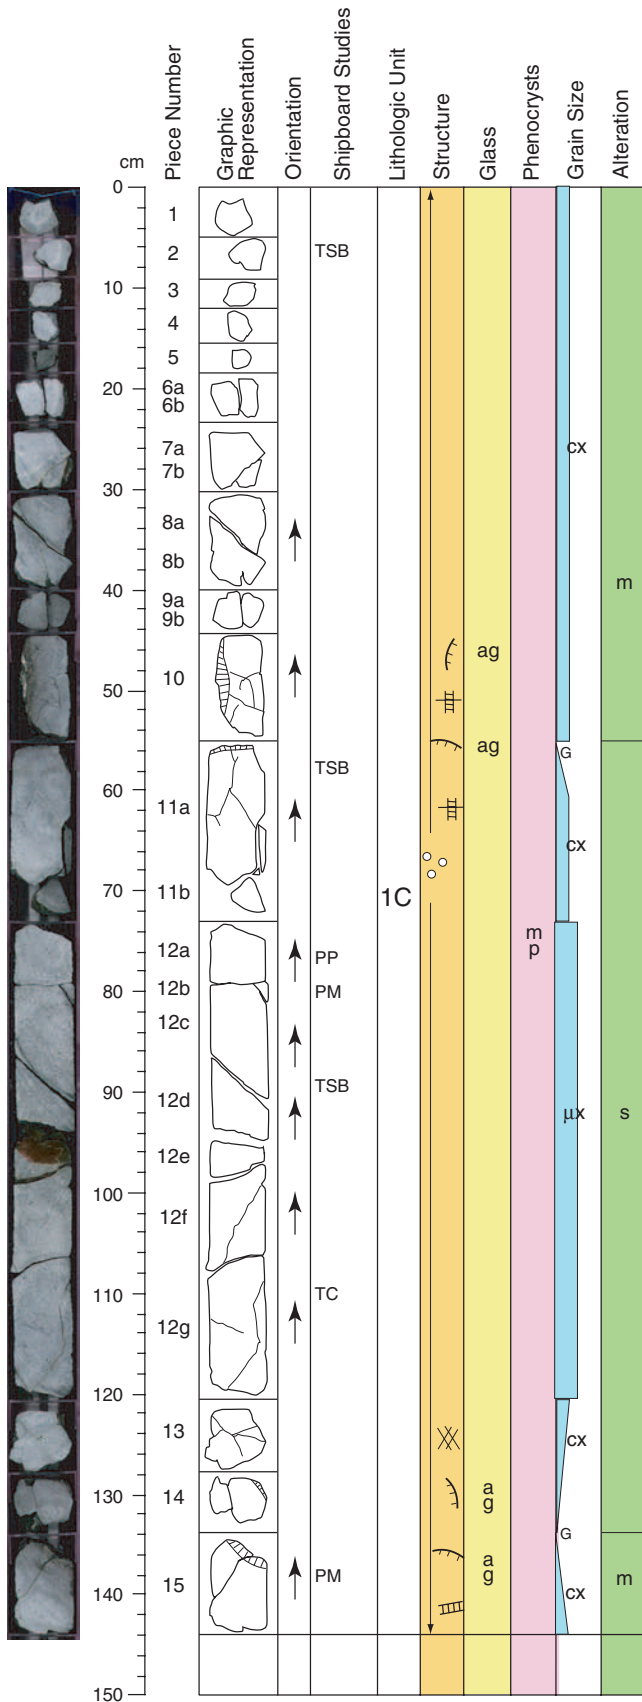 cm
Piece Number
Graphic
Representation
Orientation
Shipboard Studies
Lithologic Unit
Structure
Glass
Phenocrysts
Grain Size
Alteration
0
1
2 TSB
10
3
4
5
20
6a
6b
7a
cx
7b
30
8a
8b
m
40
9a
9b
ag
10
50
ag
G
TSB
60
11a
cx
70
11b
1C
m
p
12a PP
80
12b PM
12c
TSB
90
12d
µx
s
12e
100
12f
110
TC
12g
120
13
cx
130
14
a
g
G
a
g
15 PM
m
140
cx
150